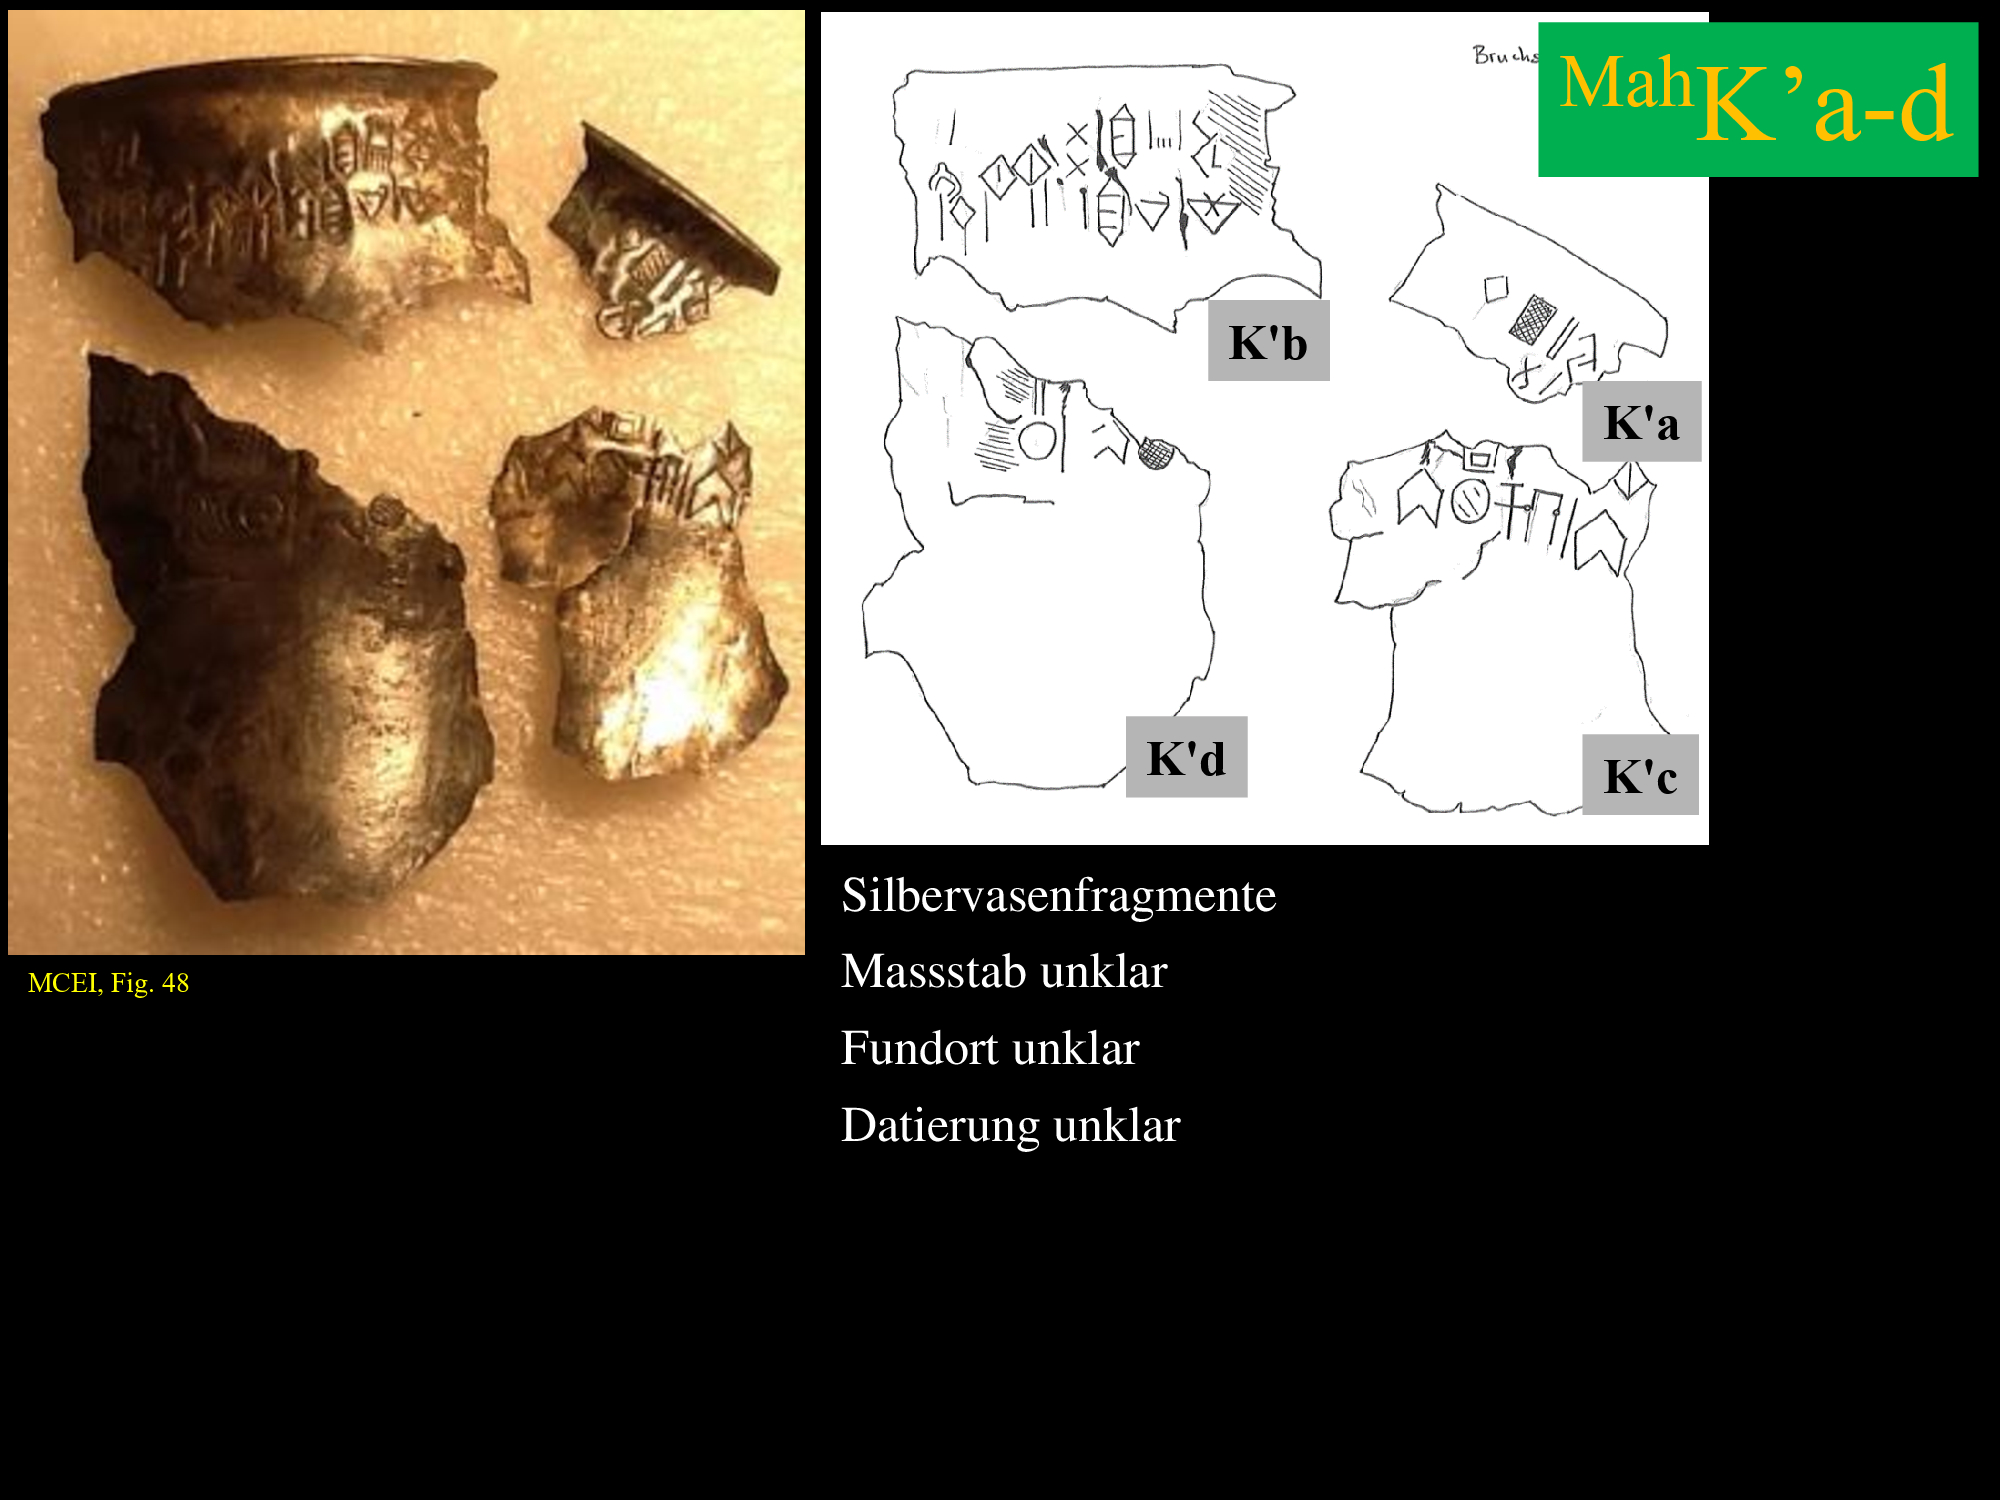 Bruchs
MahK’a-d
K'b
K'a
K'd
K'c
Silbervasenfragmente
Massstab unklar
Fundort unklar
Datierung unklar
MCEI, Fig. 48